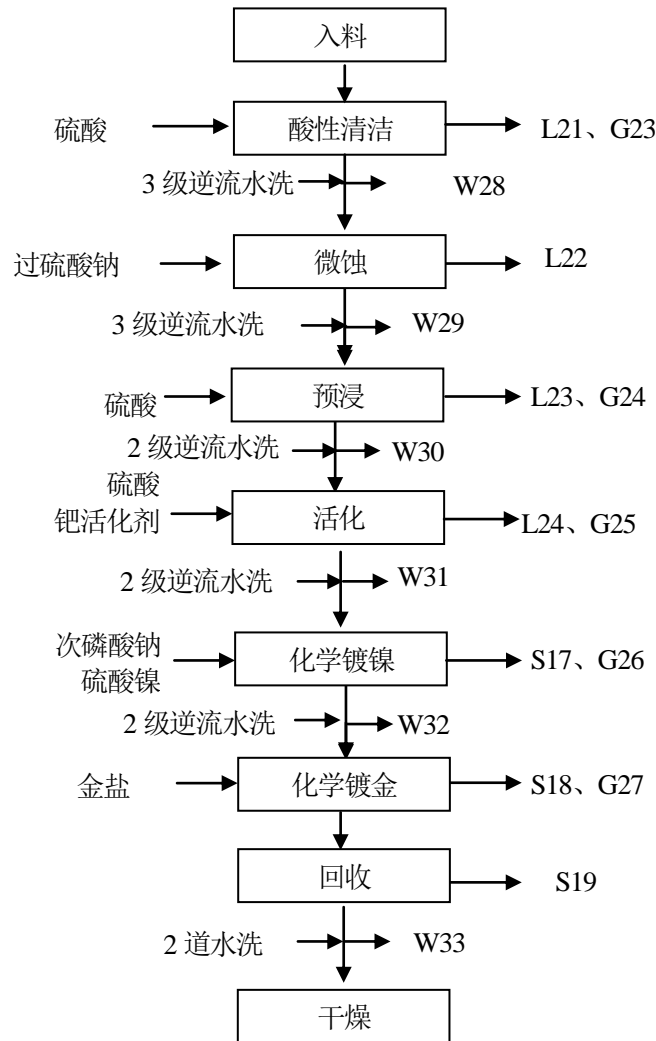 入料
硫酸
酸性清洁
L21、G23
3 级逆流水洗
W28
过硫酸钠
微蚀
L22
3 级逆流水洗
W29
硫酸
预浸
L23、G24
2 级逆流水洗
W30
硫酸
钯活化剂
活化
L24、G25
2 级逆流水洗
W31
次磷酸钠
硫酸镍
化学镀镍
S17、G26
2 级逆流水洗
W32
金盐
化学镀金
S18、G27
回收
S19
2 道水洗
W33
干燥